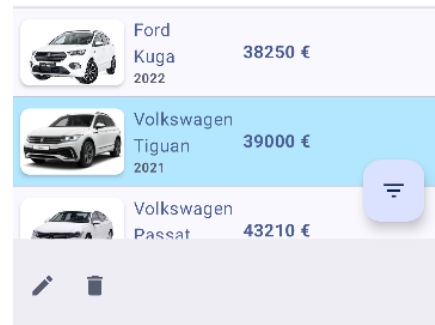 Ford
Kuga
38250 €
2022
Volkswagen
Tiguan
39000 €
2021
Volkswagen
Passat
43210 €